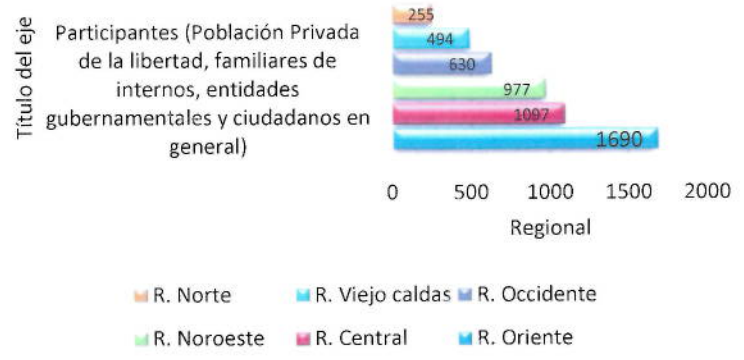 Título del eje
Participantes (Población Privada
de la libertad, familiares de
internos, entidades
gubernamentales y ciudadanos en
general)
255
494
630
977
1097
1690
0 500 1000 1500 2000
Regional
R. Norte R. Viejo caldas R. Occidente
R. Noroeste R. Central R. Oriente